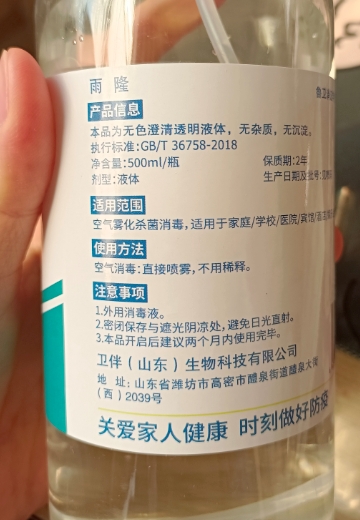 雨 隆
产品信息
本品为无色澄清透明液体，无杂质，无沉淀。
执行标准:GB/T 36758-2018
净含量:500ml/瓶
保质期:2年
剂型:液体
生产日期及批号:
适用范围
空气雾化杀菌消毒，适用于家庭/学校/医院/宾馆/
使用方法
空气消毒:直接喷雾，不用稀释。
注意事项
1.外用消毒液。
2.密闭保存与遮光阴凉处，避免日光直射。
3.本品开启后建议两个月内使用完毕。
卫伴（山东）生物科技有限公司
地 址:山东省潍坊市高密市醴泉街道醴泉大街
(西）2039号
关爱家人健康 时刻做好防疫